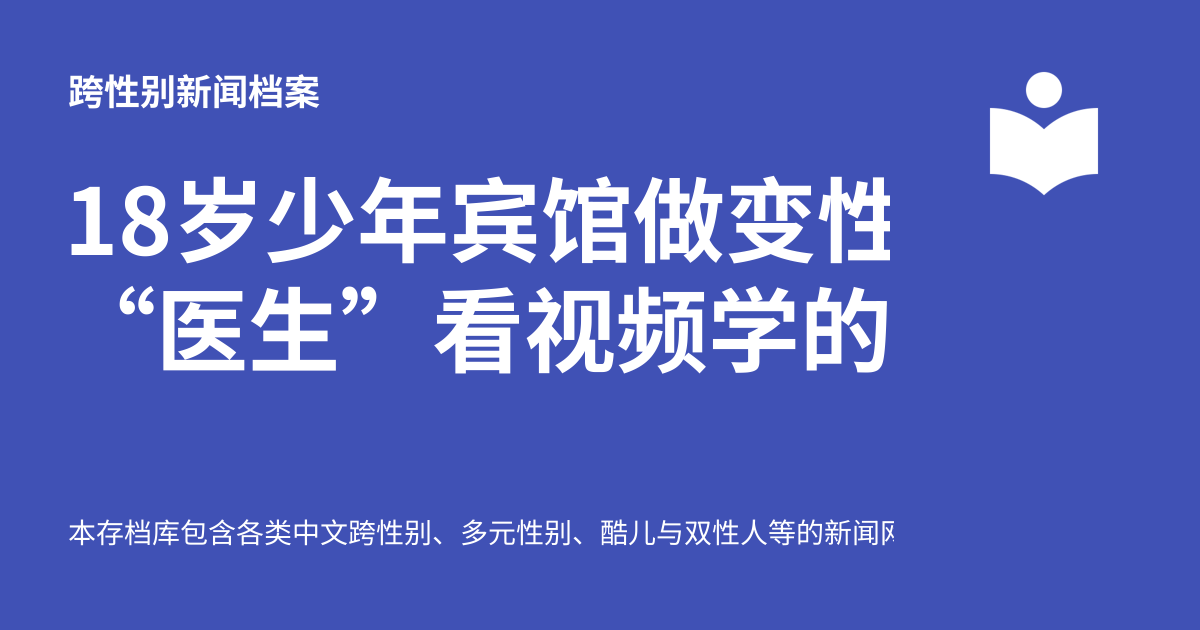 跨性别新闻档案
18岁少年宾馆做变性
“医生” 看视频学的
本存档库包含各类中文跨性别、多元性别、酷儿与双性人等的新闻